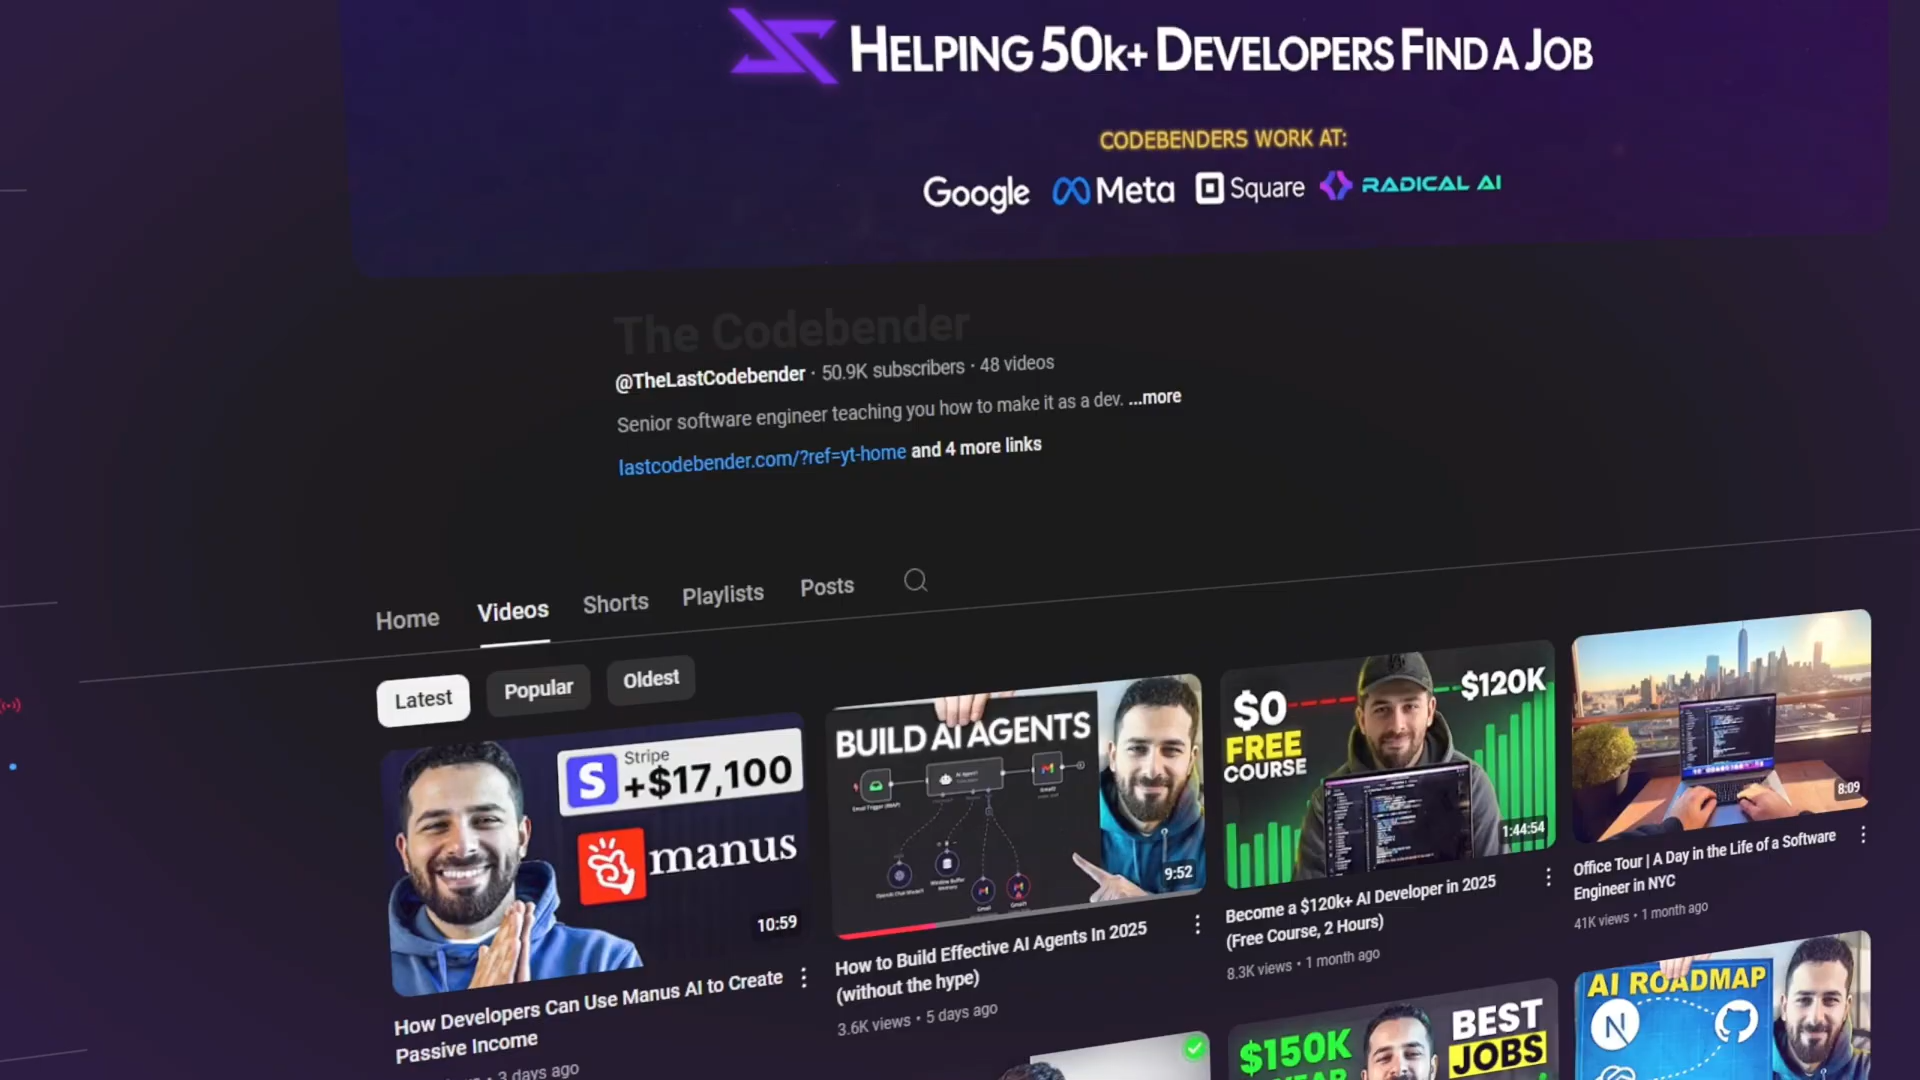 HELPING 50K+ DEVELOPERS FIND A JOB
CODEBENDERS WORK AT:
Google Meta Square RADICAL AI
The Codebender
@TheLastCodebender · 50.9K subscribers · 48 videos
Senior software engineer teaching you how to make it as a dev. ...more
lastcodebender.com/?ref=yt-home and 4 more links
Home Videos Shorts Playlists Posts
Latest Popular Oldest
Stripe
S +$17,100
manus
10:59
How Developers Can Use Manus AI to Create
Passive Income
3 days ago
BUILD AI AGENTS
AI Agent
9:52
How to Build Effective AI Agents In 2025
(without the hype)
3.6K views • 5 days ago
$0 $120K
FREE
COURSE
1:44:54
Become a $120k+ AI Developer in 2025
(Free Course, 2 Hours)
8.3K views • 1 month ago
8:09
Office Tour | A Day in the Life of a Software
Engineer in NYC
41K views • 1 month ago
$150K
BEST
JOBS
AI ROADMAP
N